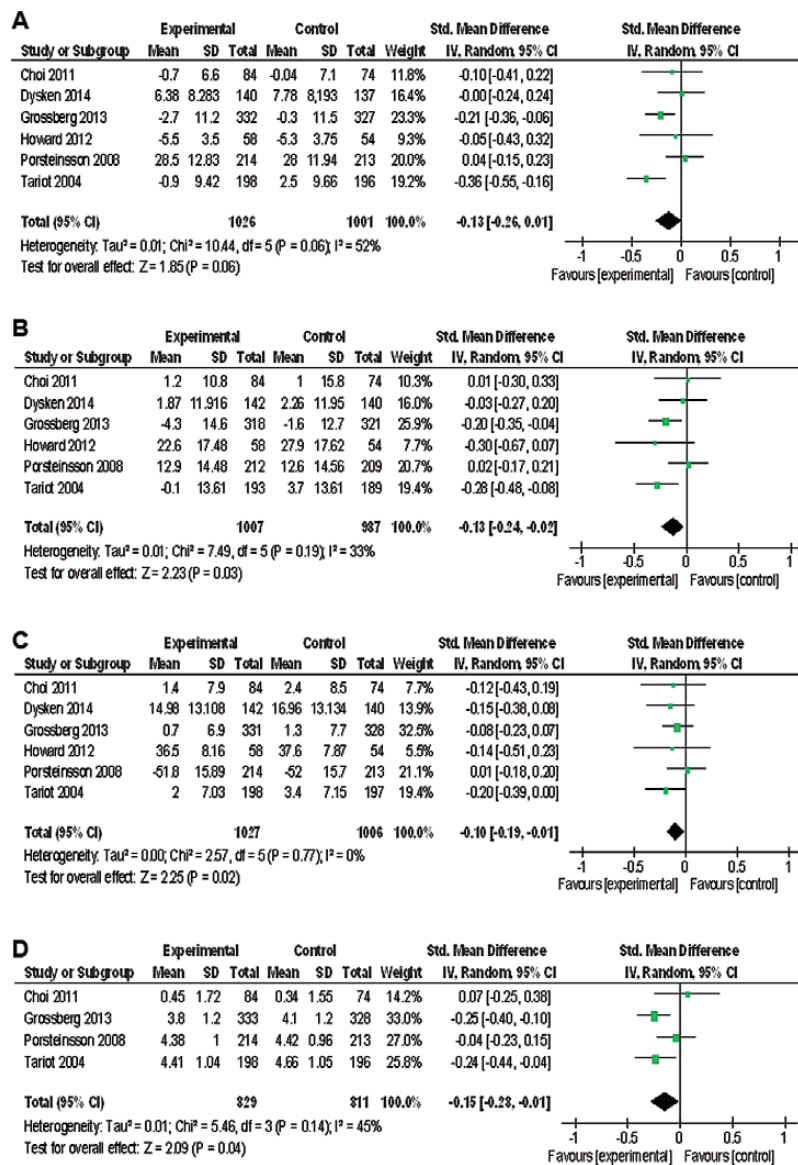 A
Experimental Control Std. Mean Difference Std. Mean Difference
Study or Subgroup Mean SD Total Mean SD Total Weight IV, Random, 95% CI IV, Random, 95% CI
Choi 2011 -0.7 6.6 84 -0.04 7.1 74 11.8% -0.10 [-0.41, 0.22]
Dysken 2014 6.38 8.283 140 7.78 8,193 137 16.4% -0.00 [-0.24, 0.24]
Grossberg 2013 -2.7 11.2 332 -0.3 11.5 327 23.3% -0.21 [-0.36, -0.06]
Howard 2012 -5.5 3.5 58 -5.3 3.75 54 9.3% -0.05 [-0.43, 0.32]
Porsteinsson 2008 28.5 12.83 214 28 11.94 213 20.0% 0.04 [-0.15, 0.23]
Tariot 2004 -0.9 9.42 198 2.5 9.66 196 19.2% -0.36 [-0.55, -0.16]
Total (95% CI) 1026 1001 100.0% -0.13 [-0.26, 0.01]
Heterogeneity: Tau² = 0.01; Chi² = 10.44, df = 5 (P = 0.06); I² = 52%
Test for overall effect: Z = 1.85 (P = 0.06)
-1 -0.5 0 0.5 1
Favours [experimental] Favours [control]
B
Experimental Control Std. Mean Difference Std. Mean Difference
Study or Subgroup Mean SD Total Mean SD Total Weight IV, Random, 95% CI IV, Random, 95% CI
Choi 2011 1.2 10.8 84 1 15.8 74 10.3% 0.01 [-0.30, 0.33]
Dysken 2014 1.87 11.916 142 2.26 11.95 140 16.0% -0.03 [-0.27, 0.20]
Grossberg 2013 -4.3 14.6 318 -1.6 12.7 321 25.9% -0.20 [-0.35, -0.04]
Howard 2012 22.6 17.48 58 27.9 17.62 54 7.7% -0.30 [-0.67, 0.07]
Porsteinsson 2008 12.9 14.48 212 12.6 14.56 209 20.7% 0.02 [-0.17, 0.21]
Tariot 2004 -0.1 13.61 193 3.7 13.61 189 19.4% -0.28 [-0.48, -0.08]
Total (95% CI) 1007 987 100.0% -0.13 [-0.24, -0.02]
Heterogeneity: Tau² = 0.01; Chi² = 7.49, df = 5 (P = 0.19); I² = 33%
Test for overall effect: Z = 2.23 (P = 0.03)
-1 -0.5 0 0.5 1
Favours [experimental] Favours [control]
C
Experimental Control Std. Mean Difference Std. Mean Difference
Study or Subgroup Mean SD Total Mean SD Total Weight IV, Random, 95% CI IV, Random, 95% CI
Choi 2011 1.4 7.9 84 2.4 8.5 74 7.7% -0.12 [-0.43, 0.19]
Dysken 2014 14.98 13.108 142 16.96 13.134 140 13.9% -0.15 [-0.38, 0.08]
Grossberg 2013 0.7 6.9 331 1.3 7.7 328 32.5% -0.08 [-0.23, 0.07]
Howard 2012 36.5 8.16 58 37.6 7.87 54 5.5% -0.14 [-0.51, 0.23]
Porsteinsson 2008 -51.8 15.89 214 -52 15.7 213 21.1% 0.01 [-0.18, 0.20]
Tariot 2004 2 7.03 198 3.4 7.15 197 19.4% -0.20 [-0.39, 0.00]
Total (95% CI) 1027 1006 100.0% -0.10 [-0.19, -0.01]
Heterogeneity: Tau² = 0.00; Chi² = 2.57, df = 5 (P = 0.77); I² = 0%
Test for overall effect: Z = 2.25 (P = 0.02)
-1 -0.5 0 0.5 1
Favours [experimental] Favours [control]
D
Experimental Control Std. Mean Difference Std. Mean Difference
Study or Subgroup Mean SD Total Mean SD Total Weight IV, Random, 95% CI IV, Random, 95% CI
Choi 2011 0.45 1.72 84 0.34 1.55 74 14.2% 0.07 [-0.25, 0.38]
Grossberg 2013 3.8 1.2 333 4.1 1.2 328 33.0% -0.25 [-0.40, -0.10]
Porsteinsson 2008 4.38 1 214 4.42 0.96 213 27.0% -0.04 [-0.23, 0.15]
Tariot 2004 4.41 1.04 198 4.66 1.05 196 25.8% -0.24 [-0.44, -0.04]
Total (95% CI) 829 811 100.0% -0.15 [-0.28, -0.01]
Heterogeneity: Tau² = 0.01; Chi² = 5.46, df = 3 (P = 0.14); I² = 45%
Test for overall effect: Z = 2.09 (P = 0.04)
-1 -0.5 0 0.5 1
Favours [experimental] Favours [control]